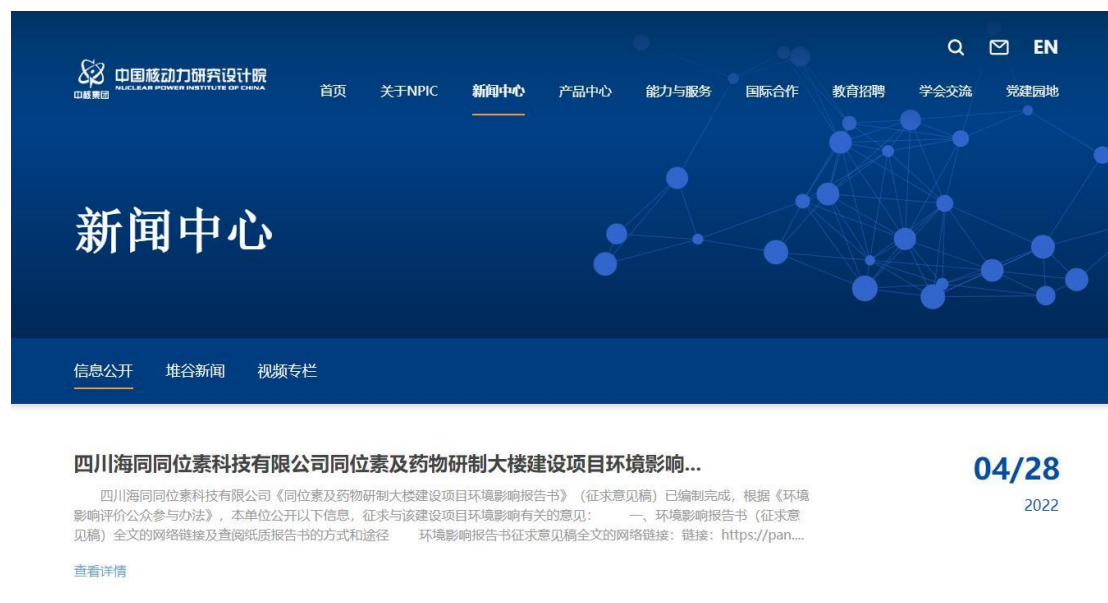 EN
中国核动力研究设计院
NUCLEAR POWER INSTITUTE OF CHINA
中核集团
首页 关于NPIC 新闻中心 产品中心 能力与服务 国际合作 教育招聘 学会交流 党建园地
新闻中心
信息公开 堆谷新闻 视频专栏
四川海同同位素科技有限公司同位素及药物研制大楼建设项目环境影响...
04/28
2022
四川海同同位素科技有限公司《同位素及药物研制大楼建设项目环境影响报告书》（征求意见稿）已编制完成，根据《环境
影响评价公众参与办法》，本单位公开以下信息，征求与该建设项目环境影响有关的意见： 一、环境影响报告书（征求意
见稿）全文的网络链接及查阅纸质报告书的方式和途径 环境影响报告书征求意见稿全文的网络链接：链接：https://pan....
查看详情